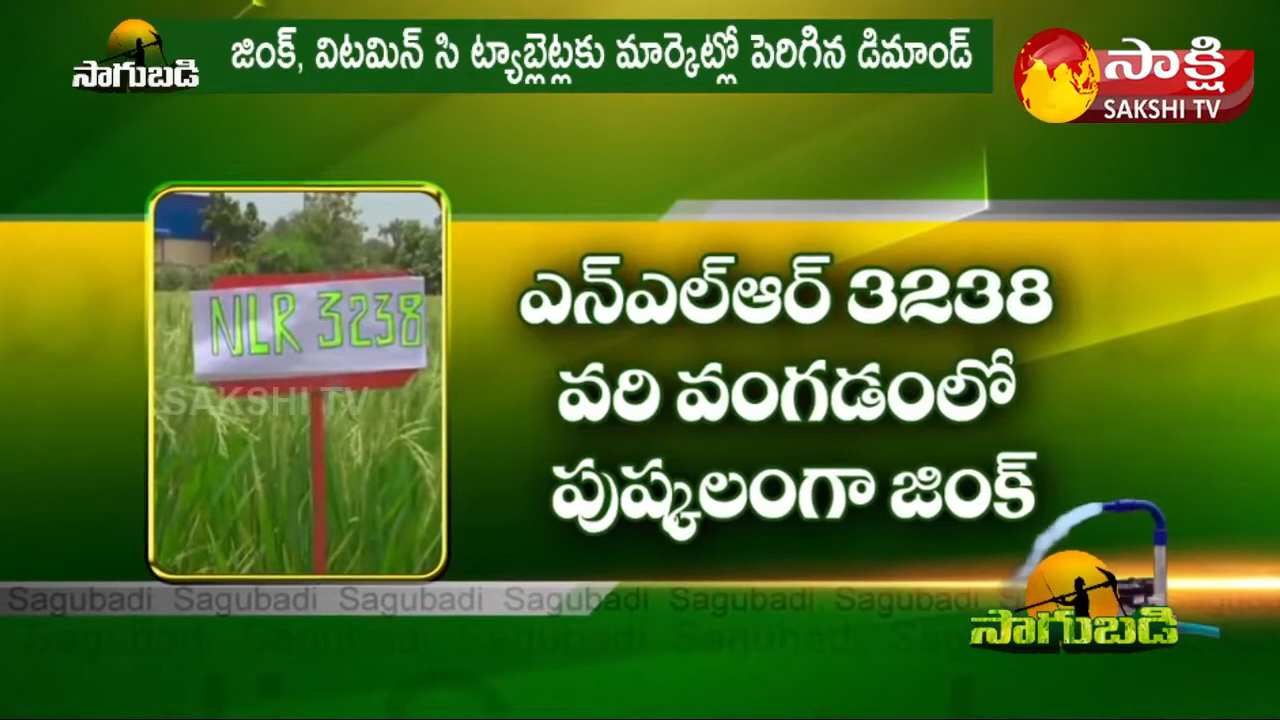 సాగుబడి
జింక్, విటమిన్ సి ట్యాబ్లెట్లకు మార్కెట్లో పెరిగిన డిమాండ్
సాక్షి
SAKSHI TV
NLR 3238
SAKSHI TV
ఎన్ఎల్ఆర్ 3238
వరి వంగడంలో
పుష్కలంగా జింక్
Sagubadi Sagubadi Sagubadi Sagubadi Sagubadi Sagubadi
సాగుబడి